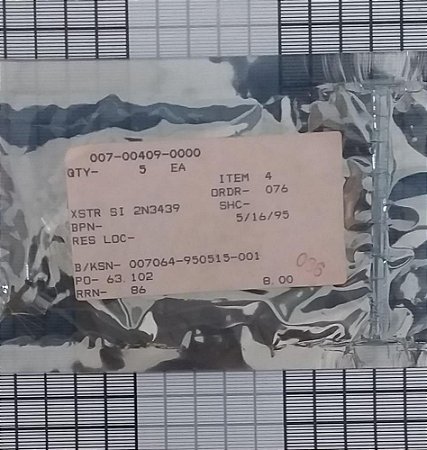 007-00409-0000
QTY- 5 EA
ITEM 4
ORDR- 076
XSTR SI 2N3439 SHC-
BPN- 5/16/95
RES LOC-
B/KSN- 007064-950515-001
PO- 63.102 8.00
RRN- 86
036